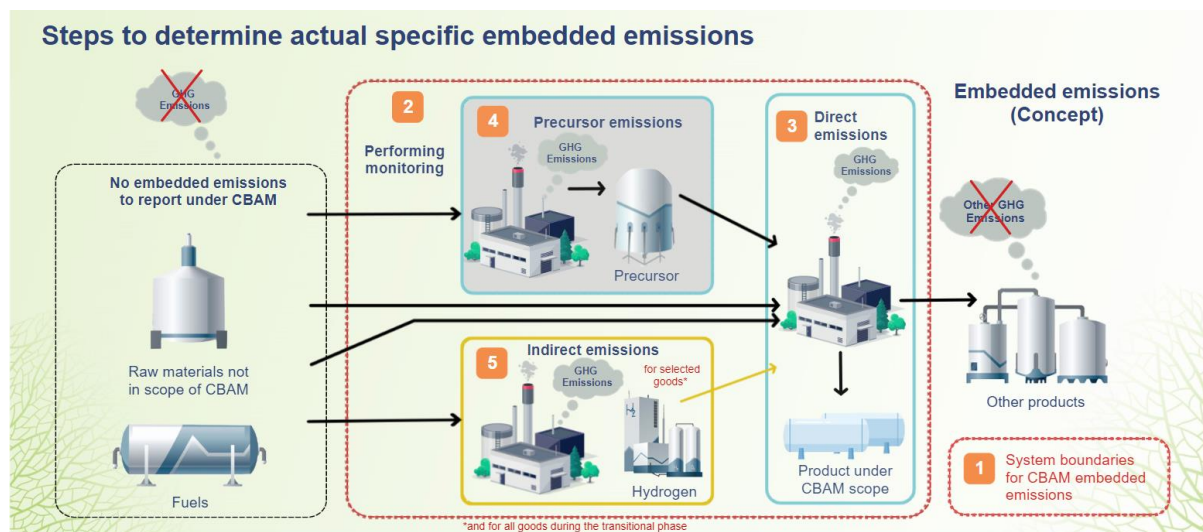 Steps to determine actual specific embedded emissions
GHG
Emissions
No embedded emissions
to report under CBAM
Raw materials not
in scope of CBAM
Fuels
2
Performing
monitoring
4
Precursor emissions
GHG
Emissions
Precursor
5
Indirect emissions
GHG
Emissions
for selected
goods*
H2
Hydrogen
3
Direct
emissions
GHG
Emissions
Product under
CBAM scope
*and for all goods during the transitional phase
Embedded emissions
(Concept)
Other GHG
Emissions
Other products
1
System boundaries
for CBAM embedded
emissions